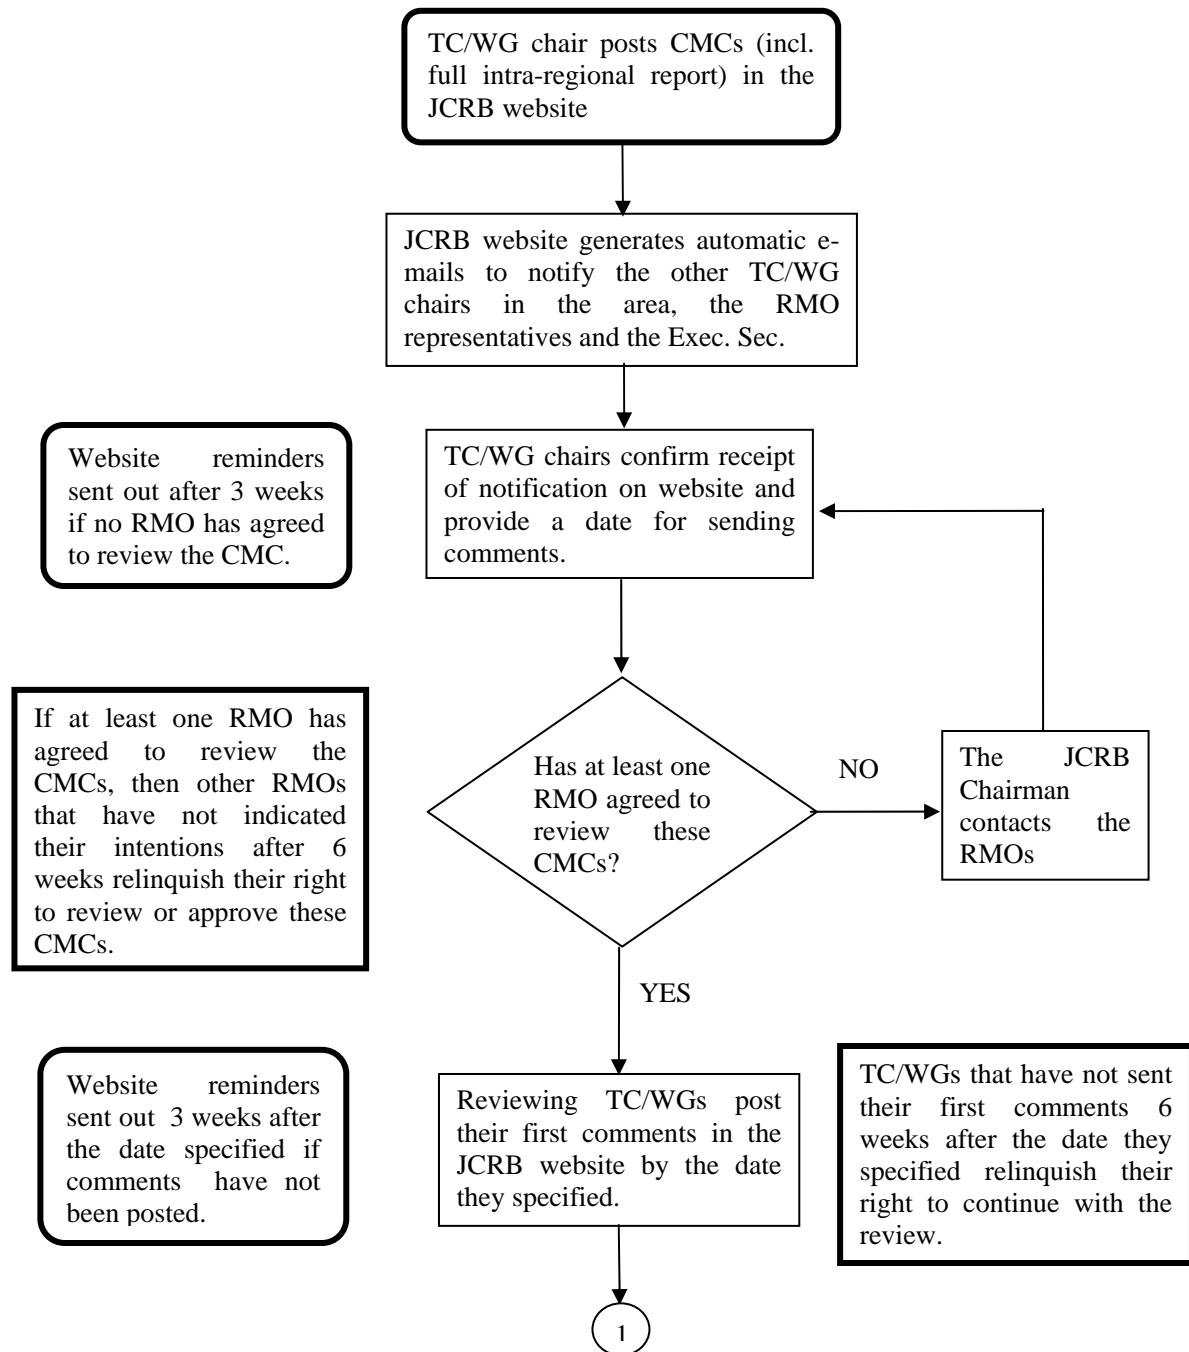 TC/WG chair posts CMCs (incl.
full intra-regional report) in the
JCRB website
JCRB website generates automatic e-
mails to notify the other TC/WG
chairs in the area, the RMO
representatives and the Exec. Sec.
Website reminders
sent out after 3 weeks
if no RMO has agreed
to review the CMC.
TC/WG chairs confirm receipt
of notification on website and
provide a date for sending
comments.
If at least one RMO has
agreed to review the
CMCs, then other RMOs
that have not indicated
their intentions after 6
weeks relinquish their right
to review or approve these
CMCs.
Has at least one
RMO agreed to
review these
CMCs?
NO
The JCRB
Chairman
contacts the
RMOs
YES
Website reminders
sent out 3 weeks after
the date specified if
comments have not
been posted.
Reviewing TC/WGs post
their first comments in the
JCRB website by the date
they specified.
TC/WGs that have not sent
their first comments 6
weeks after the date they
specified relinquish their
right to continue with the
review.
1